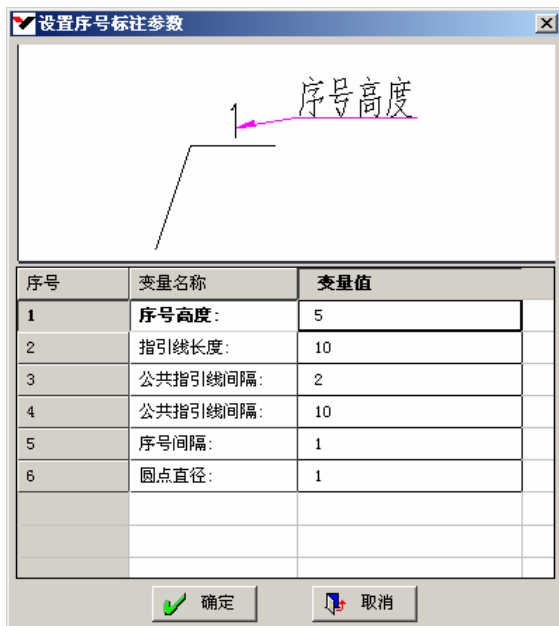 设置序号标注参数
1
序号高度
序号 变量名称 变量值
1 序号高度: 5
2 指引线长度: 10
3 公共指引线间隔: 2
4 公共指引线间隔: 10
5 序号间隔: 1
6 圆点直径: 1
确定 取消